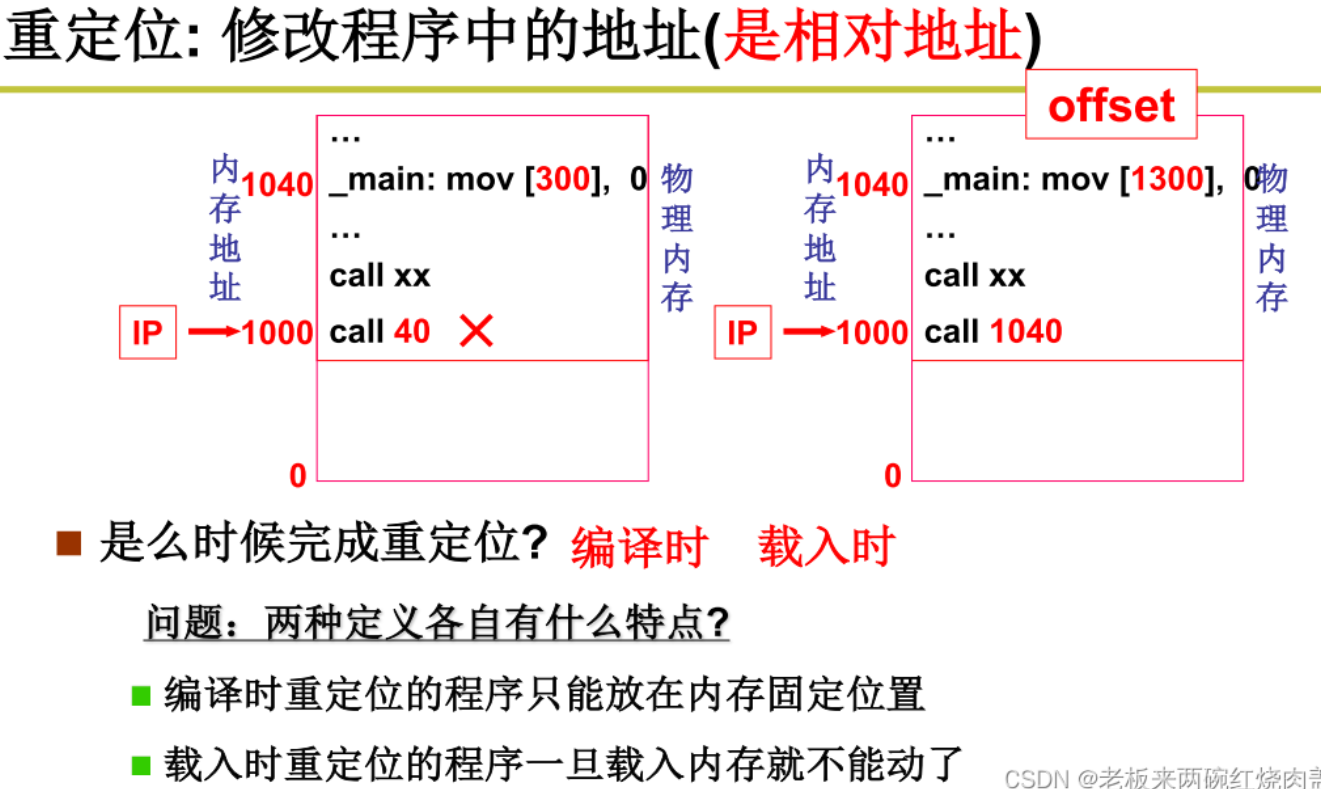 重定位: 修改程序中的地址(是相对地址)
offset
内存地址
1040
...
_main: mov [300], 0
...
call xx
IP
1000
call 40
0
物理内存
内存地址
1040
...
_main: mov [1300], 0
...
call xx
IP
1000
call 1040
0
物理内存
是么时候完成重定位? 编译时 载入时
问题：两种定义各自有什么特点?
编译时重定位的程序只能放在内存固定位置
载入时重定位的程序一旦载入内存就不能动了
CSDN @老板来两碗红烧肉